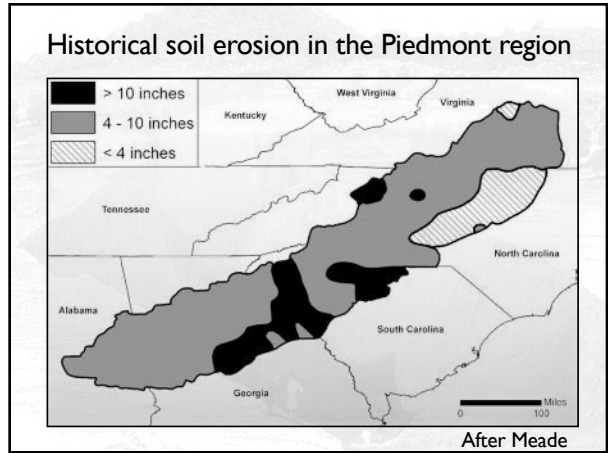 Historical soil erosion in the Piedmont region
> 10 inches
4 - 10 inches
< 4 inches
West Virginia
Virginia
Kentucky
Tennessee
North Carolina
Alabama
South Carolina
Georgia
Miles
0 100
After Meade